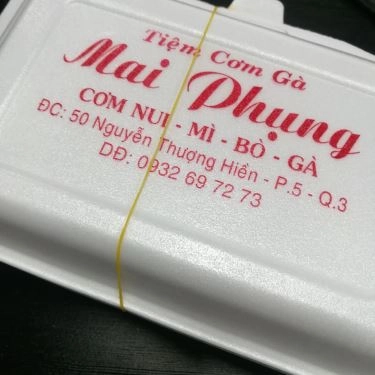 Tiệm Cơm Gà
Mai Phụng
CƠM NUI - MÌ - BÒ - GÀ
ĐC: 50 Nguyễn Thượng Hiền - P.5 - Q.3
DĐ: 0932 69 72 73